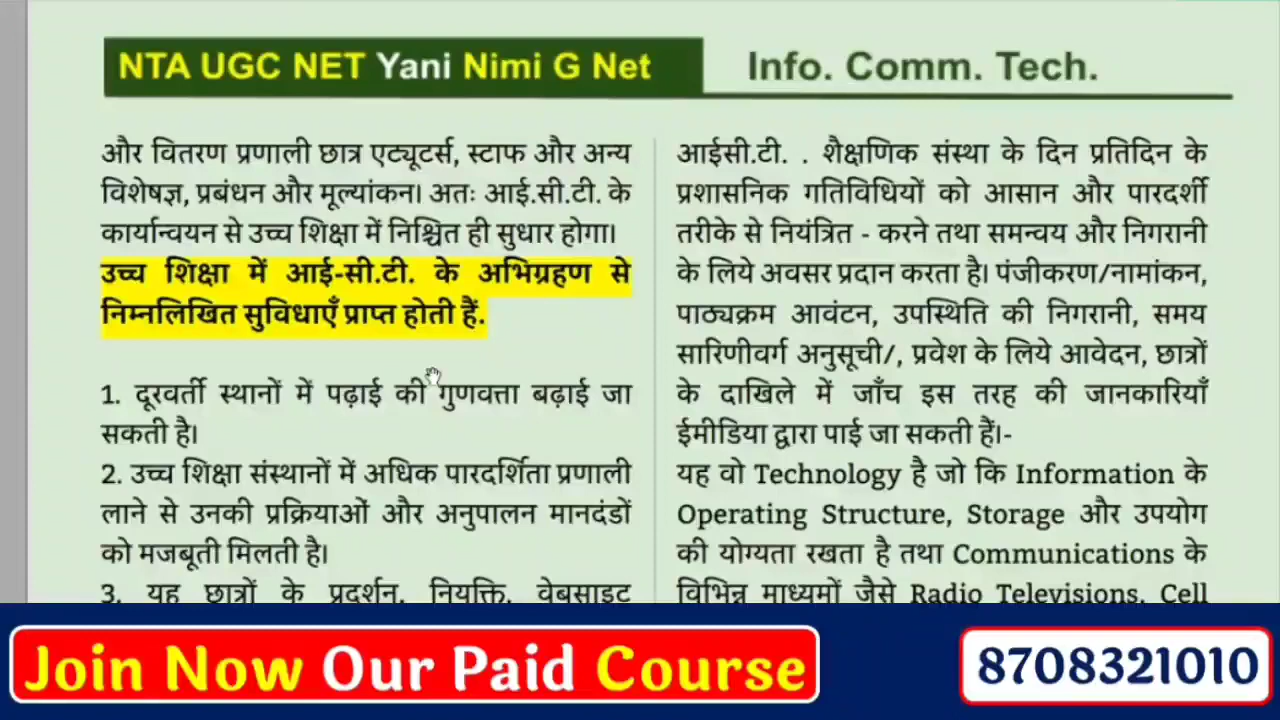 NTA UGC NET Yani Nimi G Net
Info. Comm. Tech.
और वितरण प्रणाली छात्र एट्यूटर्स, स्टाफ और अन्य
विशेषज्ञ, प्रबंधन और मूल्यांकन। अतः आई.सी.टी. के
कार्यान्वयन से उच्च शिक्षा में निश्चित ही सुधार होगा।
उच्च शिक्षा में आई-सी.टी. के अभिग्रहण से
निम्नलिखित सुविधाएँ प्राप्त होती हैं.
1. दूरवर्ती स्थानों में पढ़ाई की गुणवत्ता बढ़ाई जा
सकती है।
2. उच्च शिक्षा संस्थानों में अधिक पारदर्शिता प्रणाली
लाने से उनकी प्रक्रियाओं और अनुपालन मानदंडों
को मजबूती मिलती है।
3. यह छात्रों के प्रदर्शन, नियुक्ति, वेबसाइट
आईसी.टी. . शैक्षणिक संस्था के दिन प्रतिदिन के
प्रशासनिक गतिविधियों को आसान और पारदर्शी
तरीके से नियंत्रित - करने तथा समन्वय और निगरानी
के लिये अवसर प्रदान करता है। पंजीकरण/नामांकन,
पाठ्यक्रम आवंटन, उपस्थिति की निगरानी, समय
सारिणीवर्ग अनुसूची/, प्रवेश के लिये आवेदन, छात्रों
के दाखिले में जाँच इस तरह की जानकारियाँ
ईमीडिया द्वारा पाई जा सकती हैं।-
यह वो Technology है जो कि Information के
Operating Structure, Storage और उपयोग
की योग्यता रखता है तथा Communications के
विभिन्न माध्यमों जैसे Radio Televisions, Cell
Join Now Our Paid Course
8708321010